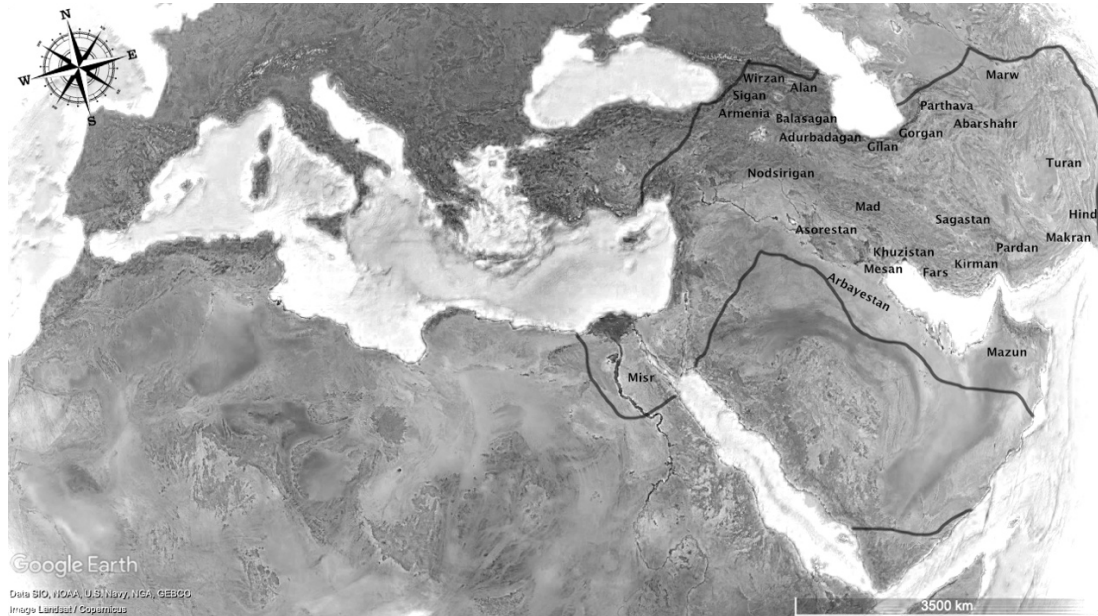 N
W
E
S
Marw
Wirzan
Alan
Sigan
Parthava
Armenia
Balasagan
Abarshahr
Adurbadagan
Gorgan
Gilan
Turan
Nodsirigan
Mad
Sagastan
Hind
Asorestan
Makran
Pardan
Khuzistan
Kirman
Mesan
Fars
Arbayestan
Mazun
Misr
Google Earth
Data SIO, NOAA, U.S. Navy, NGA, GEBCO
Image Landsat / Copernicus
3500 km